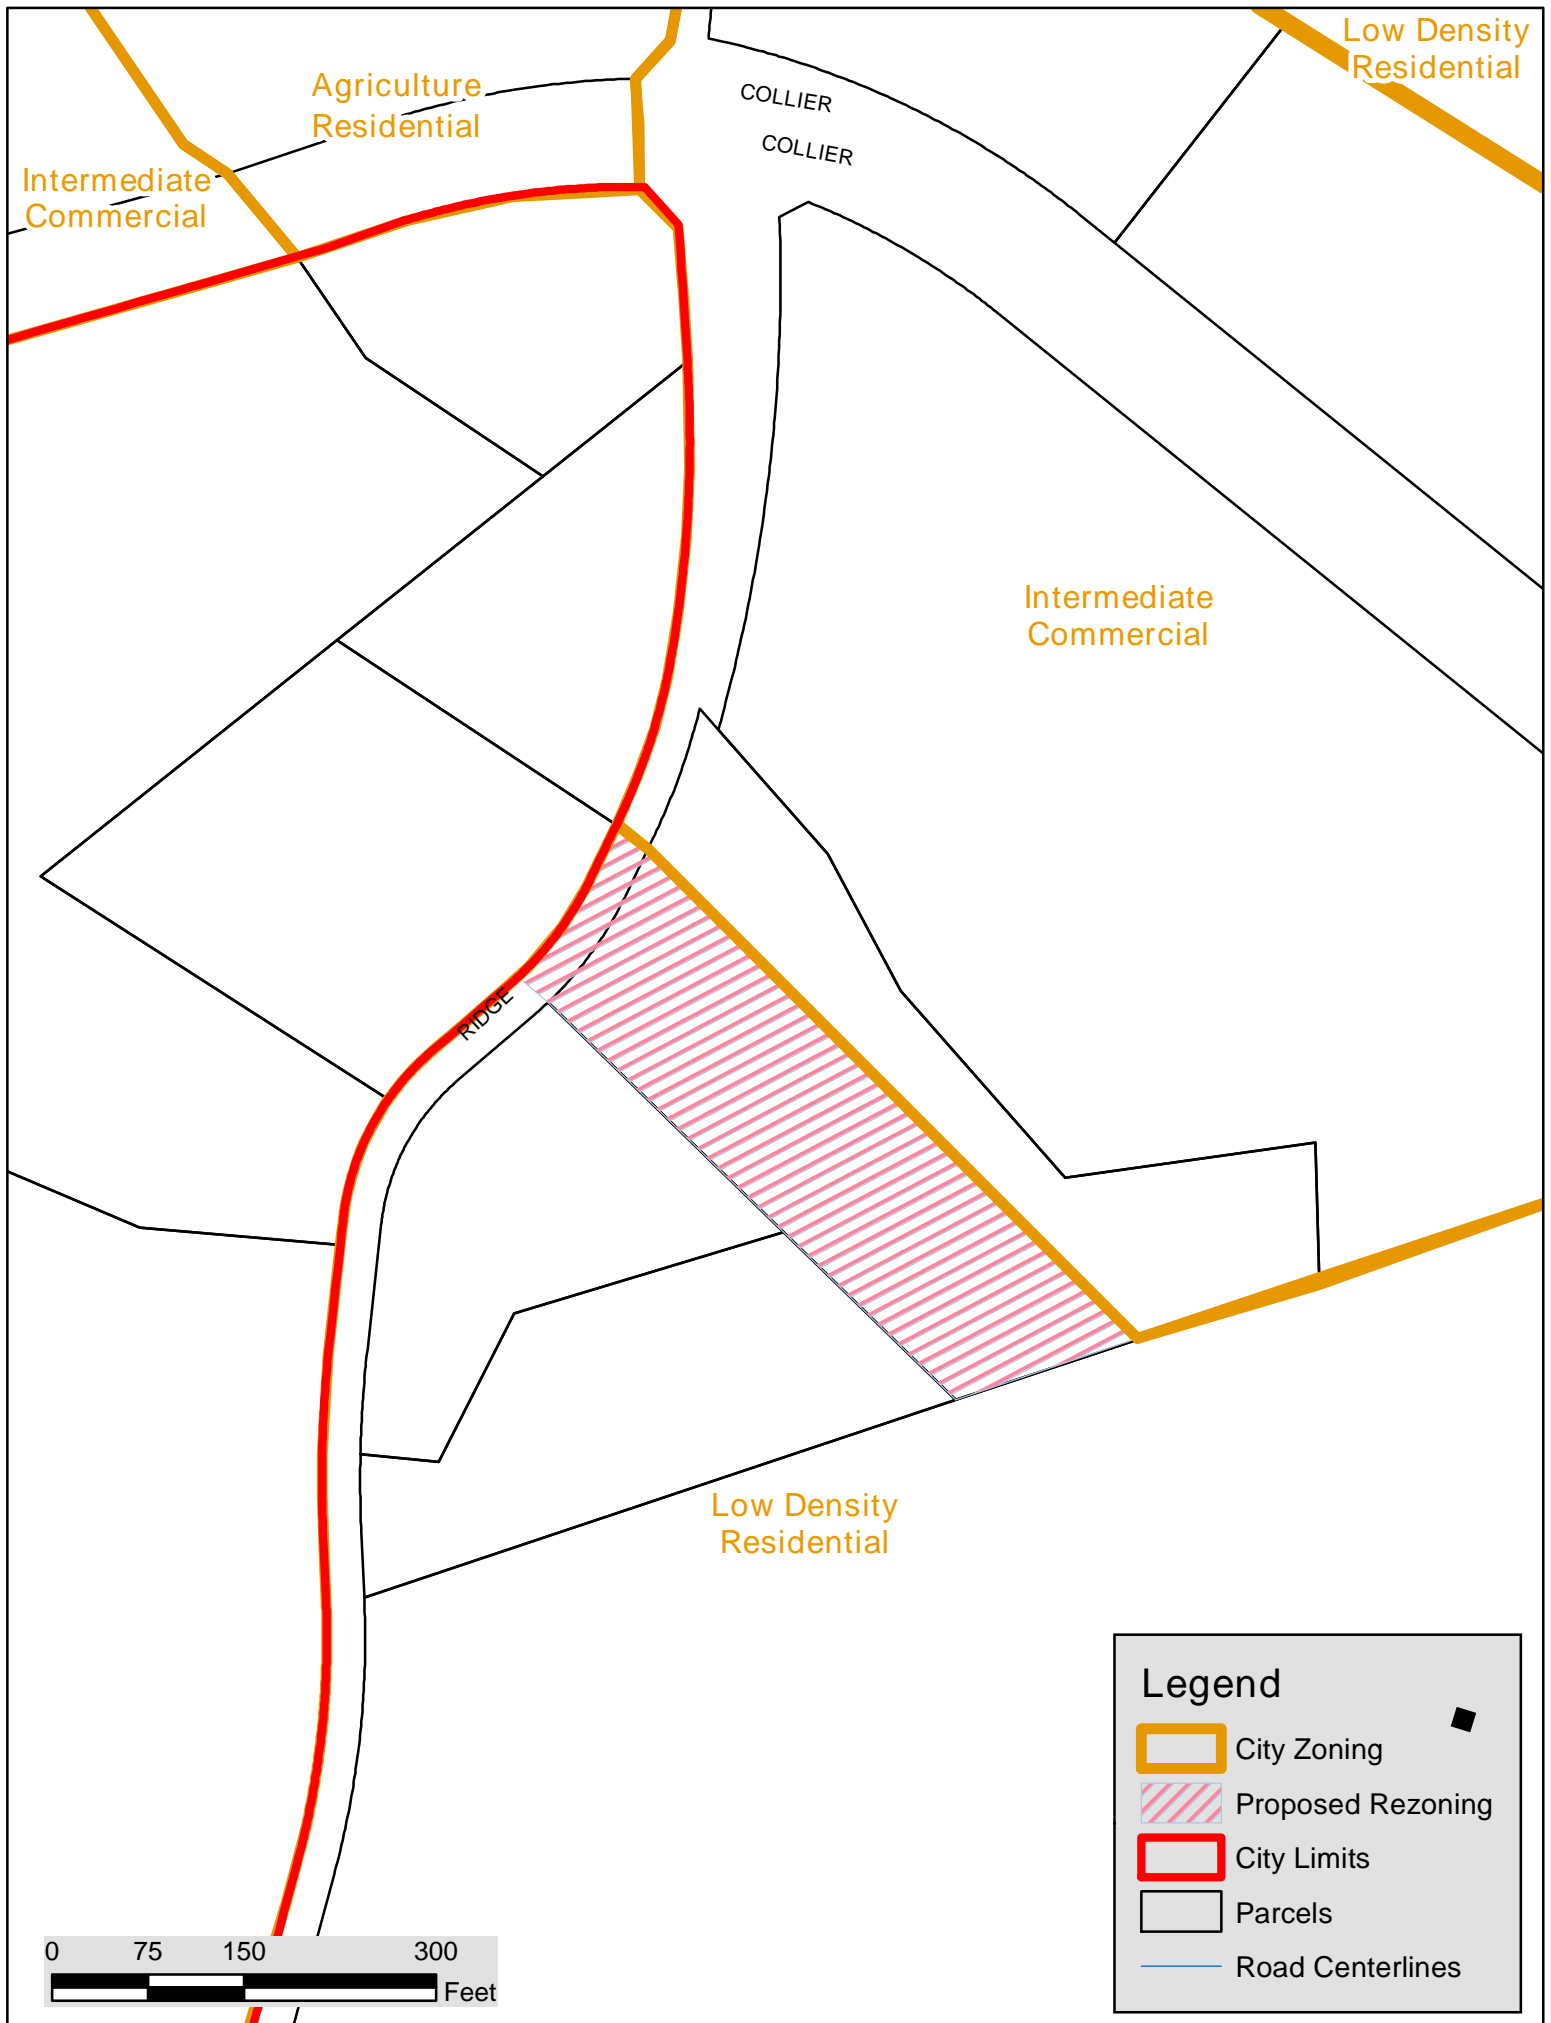 Low Density
Residential
Agriculture
Residential
COLLIER
COLLIER
Intermediate
Commercial
Intermediate
Commercial
RIDGE
Low Density
Residential
Legend
City Zoning
Proposed Rezoning
City Limits
Parcels
Road Centerlines
0 75 150 300
Feet